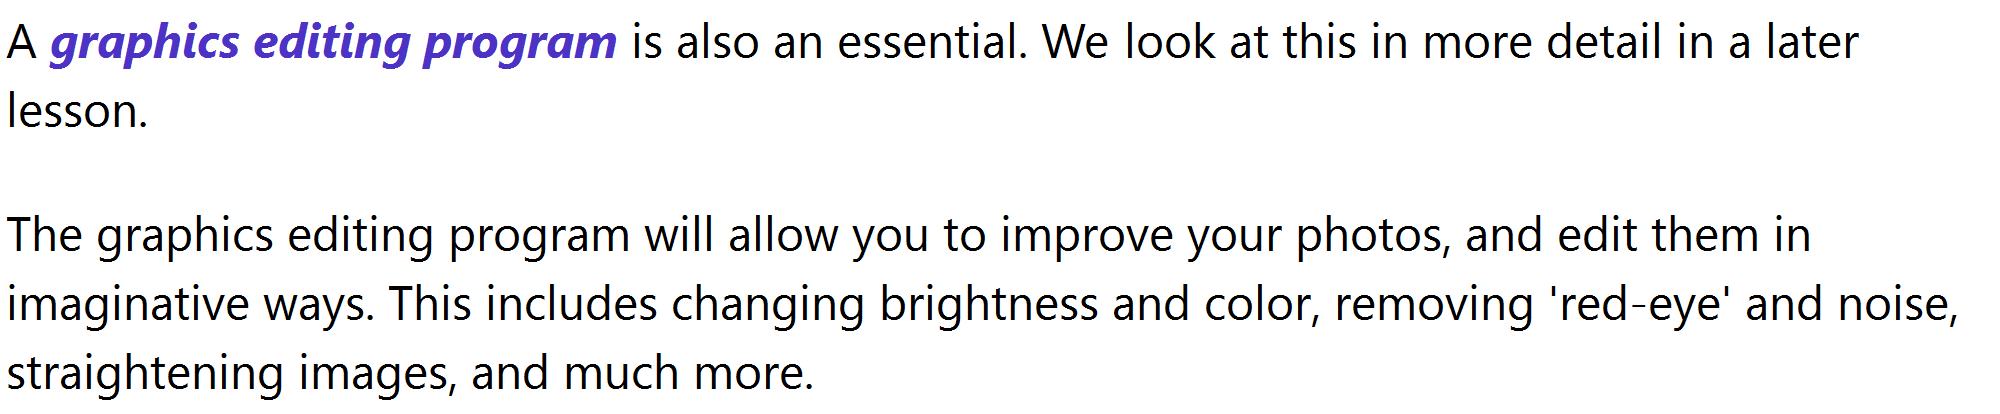 A graphics editing program is also an essential. We look at this in more detail in a later
lesson.
The graphics editing program will allow you to improve your photos, and edit them in
imaginative ways. This includes changing brightness and color, removing 'red-eye' and noise,
straightening images, and much more.